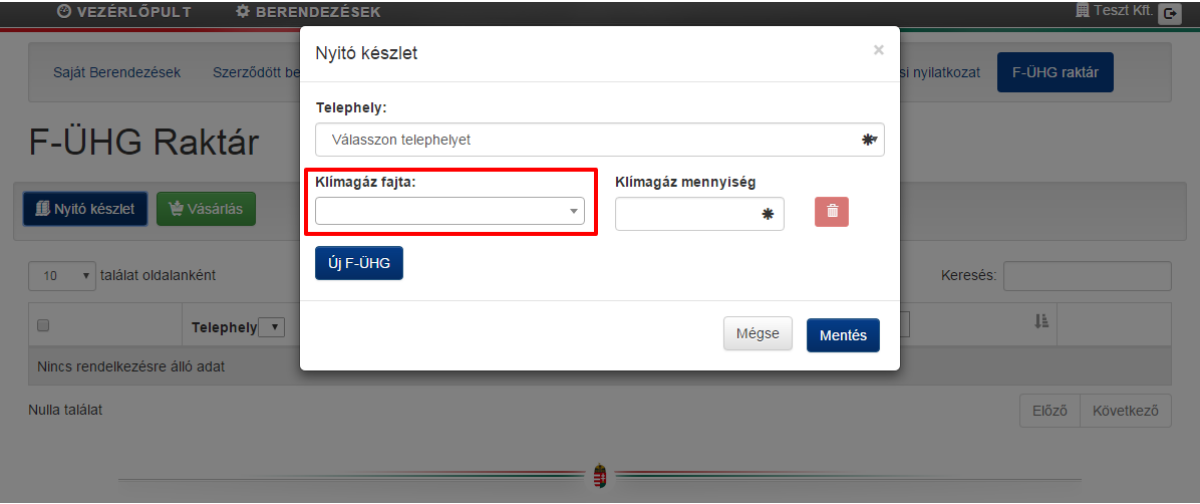 VEZÉRLŐPULT BERENDEZÉSEK Teszt Kft.
Nyitó készlet ×
Saját Berendezések Szerződött be si nyilatkozat F-ÜHG raktár
Telephely:
Válasszon telephelyet
F-ÜHG Raktár
Klímagáz fajta: Klímagáz mennyiség
Nyitó készlet Vásárlás
Új F-ÜHG
10 találat oldalanként Keresés:
Telephely
Mégse Mentés
Nincs rendelkezésre álló adat
Nulla találat Előző Következő